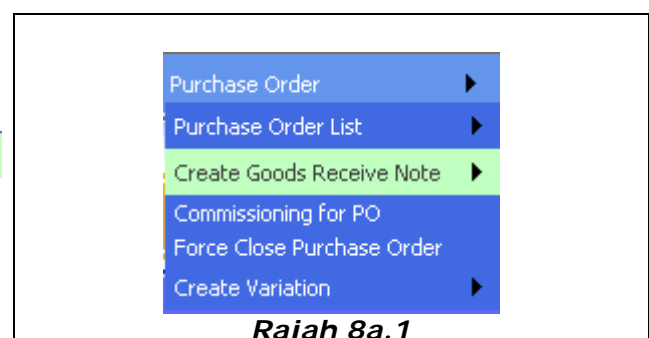 Purchase Order
Purchase Order List
Create Goods Receive Note
Commissioning for PO
Force Close Purchase Order
Create Variation
Rajah 8a.1